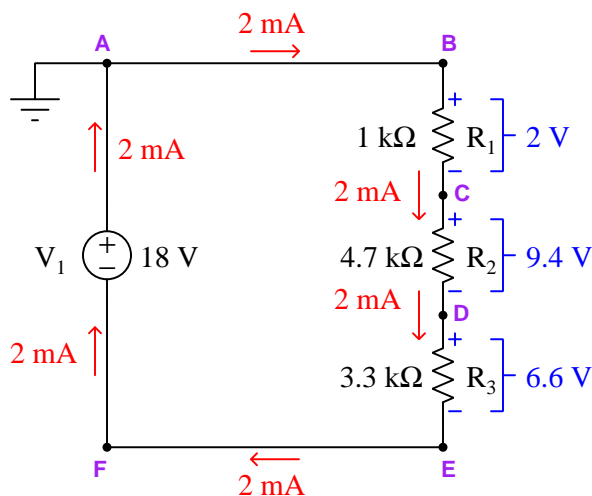 2 mA
A
B
+
1 kΩ R₁ 2 V
−
2 mA
2 mA
C
+
V₁ + − 18 V
4.7 kΩ R₂ 9.4 V
−
2 mA
D
+
2 mA
3.3 kΩ R₃ 6.6 V
−
F
E
2 mA